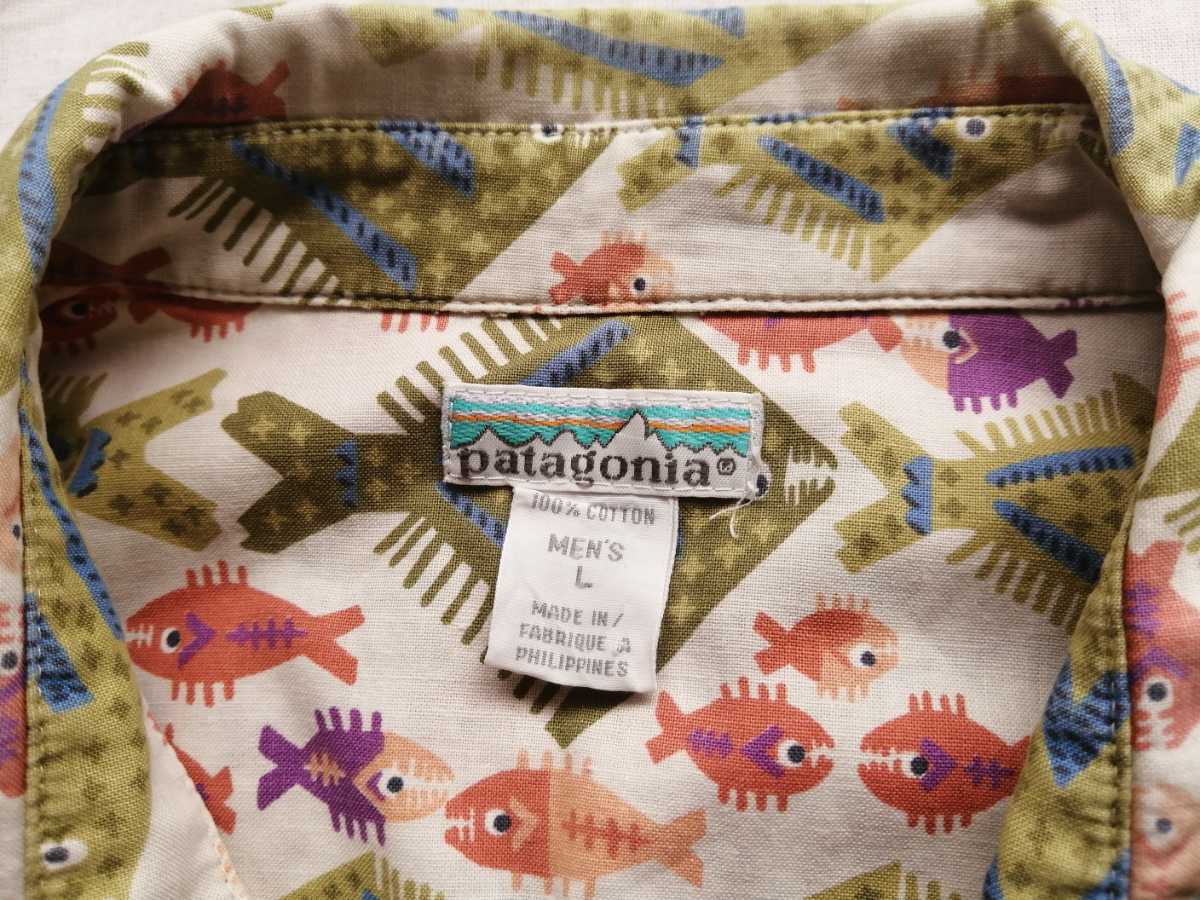 patagonia®
100% COTTON
MEN'S
L
MADE IN/
FABRIQUE A
PHILIPPINES